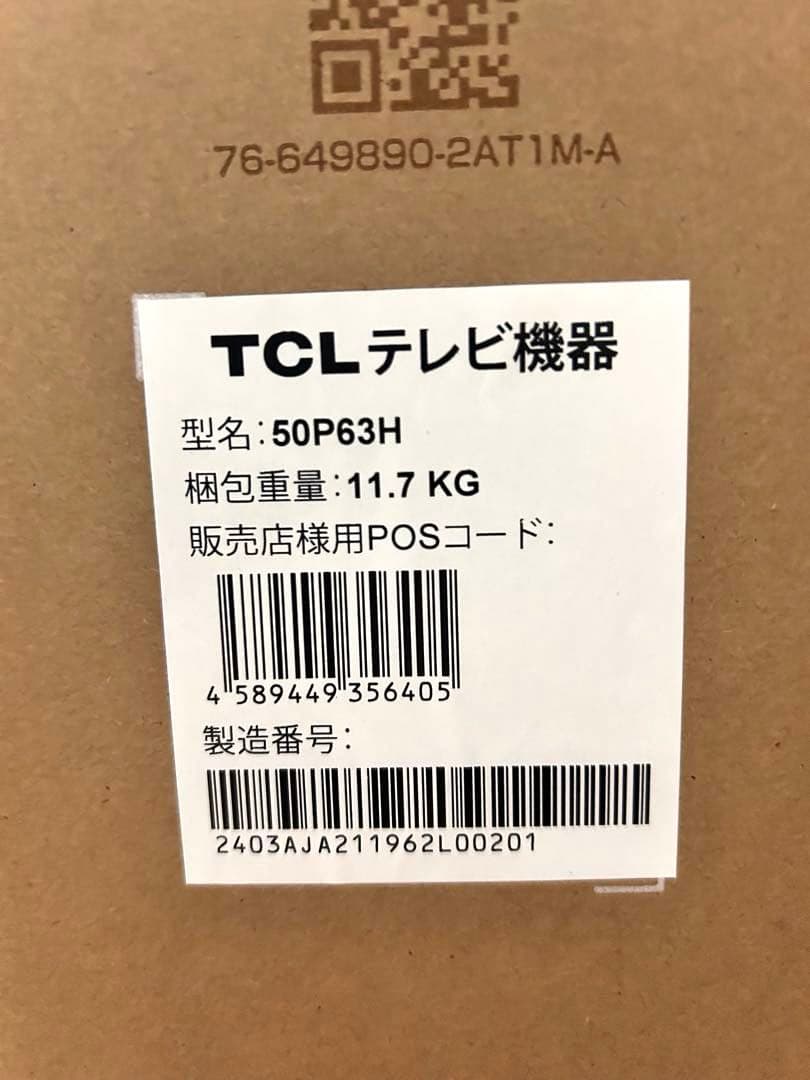 76-649890-2AT1M-A
TCLテレビ機器
型名:50P63H
梱包重量:11.7 KG
販売店様用POSコード:
4 589449 356405
製造番号:
2403AJA211962L00201